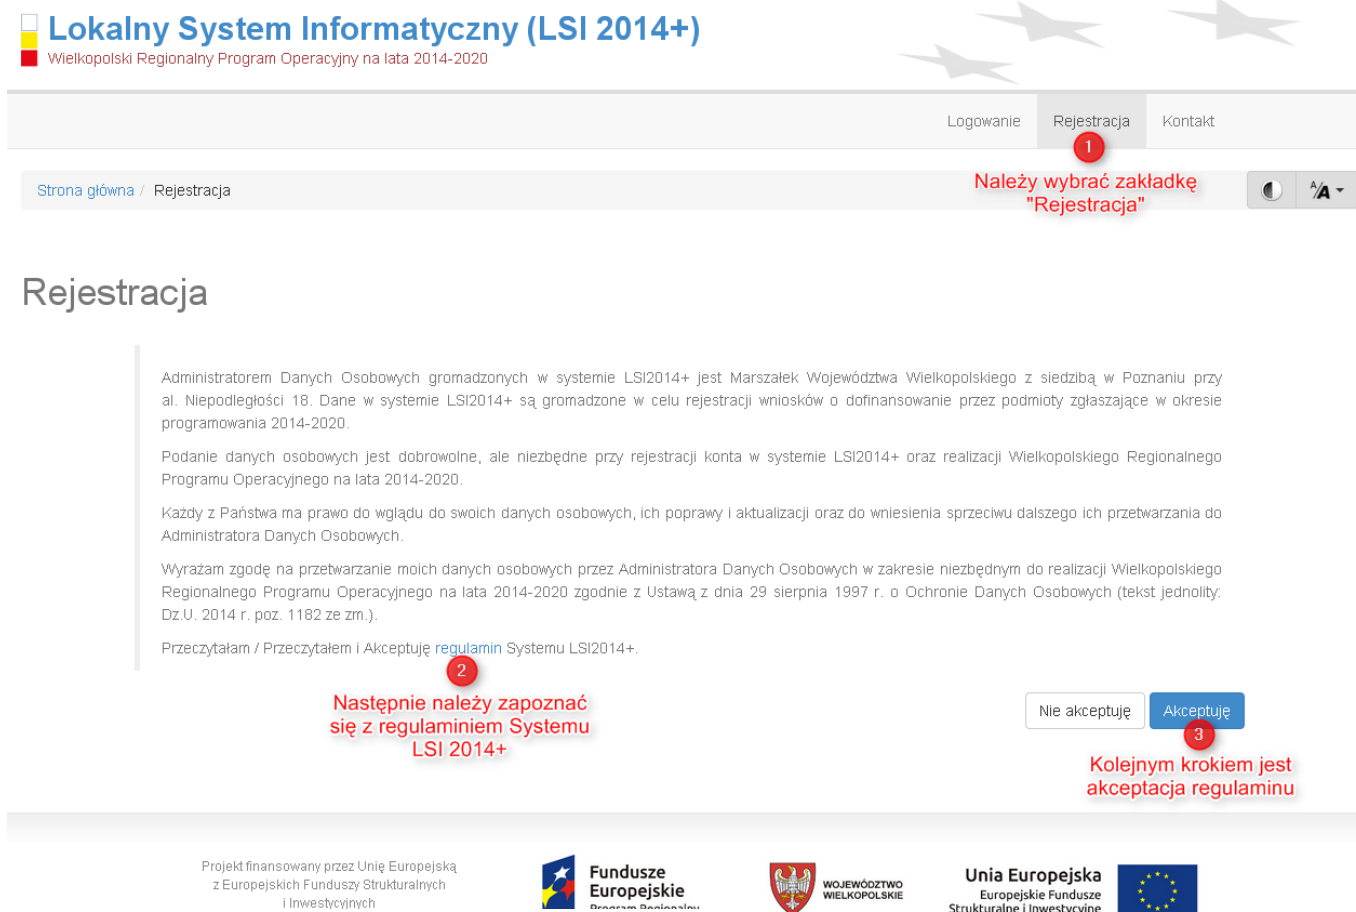 Lokalny System Informatyczny (LSI 2014+)
Wielkopolski Regionalny Program Operacyjny na lata 2014-2020
Logowanie Rejestracja Kontakt
1
Należy wybrać zakładkę
"Rejestracja"
Strona główna / Rejestracja
A/A
Rejestracja
Administratorem Danych Osobowych gromadzonych w systemie LSI2014+ jest Marszałek Województwa Wielkopolskiego z siedzibą w Poznaniu przy
al. Niepodległości 18. Dane w systemie LSI2014+ są gromadzone w celu rejestracji wniosków o dofinansowanie przez podmioty zgłaszające w okresie
programowania 2014-2020.
Podanie danych osobowych jest dobrowolne, ale niezbędne przy rejestracji konta w systemie LSI2014+ oraz realizacji Wielkopolskiego Regionalnego
Programu Operacyjnego na lata 2014-2020.
Każdy z Państwa ma prawo do wglądu do swoich danych osobowych, ich poprawy i aktualizacji oraz do wniesienia sprzeciwu dalszego ich przetwarzania do
Administratora Danych Osobowych.
Wyrażam zgodę na przetwarzanie moich danych osobowych przez Administratora Danych Osobowych w zakresie niezbędnym do realizacji Wielkopolskiego
Regionalnego Programu Operacyjnego na lata 2014-2020 zgodnie z Ustawą z dnia 29 sierpnia 1997 r. o Ochronie Danych Osobowych (tekst jednolity:
Dz.U. 2014 r. poz. 1182 ze zm.).
Przeczytałam / Przeczytałem i Akceptuję regulamin Systemu LSI2014+.
2
Następnie należy zapoznać
się z regulaminiem Systemu
LSI 2014+
Nie akceptuję Akceptuję
3
Kolejnym krokiem jest
akceptacja regulaminu
Projekt finansowany przez Unię Europejską
z Europejskich Funduszy Strukturalnych
i Inwestycyjnych
Fundusze
Europejskie
Program Regionalny
WOJEWÓDZTWO
WIELKOPOLSKIE
Unia Europejska
Europejskie Fundusze
Strukturalne i Inwestycyjne